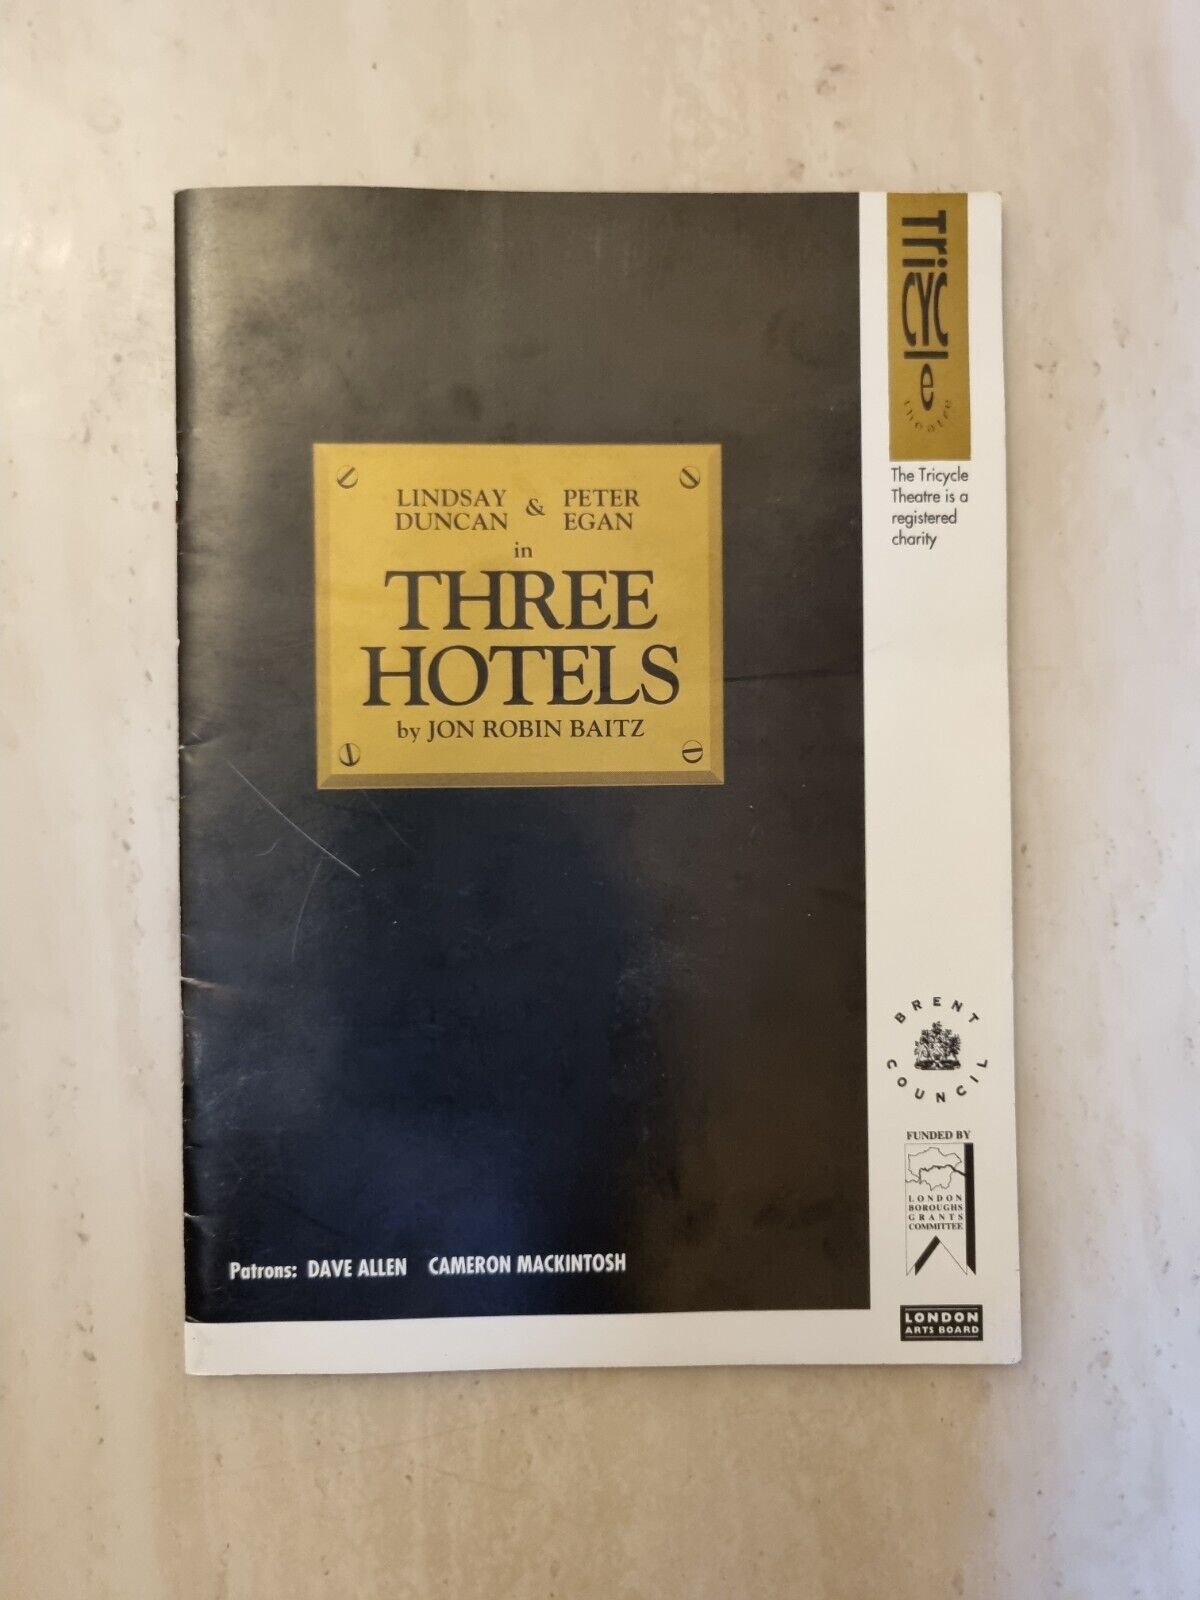 LINDSAY DUNCAN & PETER EGAN
in
THREE
HOTELS
by JON ROBIN BAITZ
Patrons: DAVE ALLEN CAMERON MACKINTOSH
TRiCYCle
theatre
The Tricycle
Theatre is a
registered
charity
BRENT
COUNCIL
FUNDED BY
LONDON
BOROUGHS
GRANTS
COMMITTEE
LONDON
ARTS BOARD